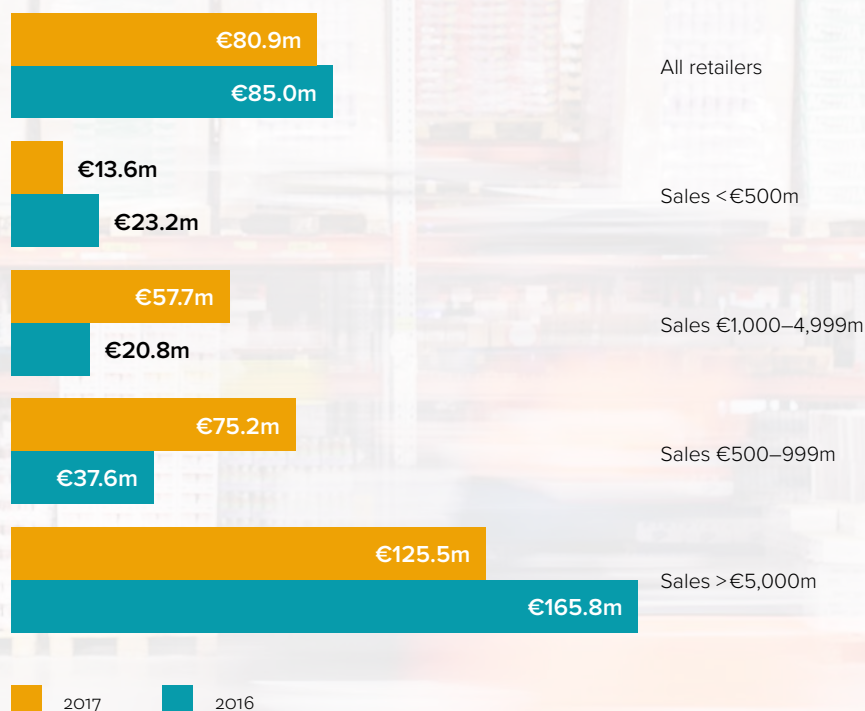 €80.9m
All retailers
€85.0m
€13.6m
Sales <€500m
€23.2m
€57.7m
Sales €1,000–4,999m
€20.8m
€75.2m
Sales €500–999m
€37.6m
€125.5m
Sales >€5,000m
€165.8m
2017 2016